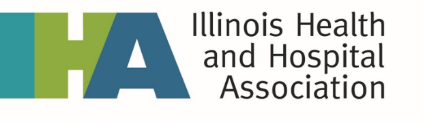 IHA
Illinois Health
and Hospital
Association